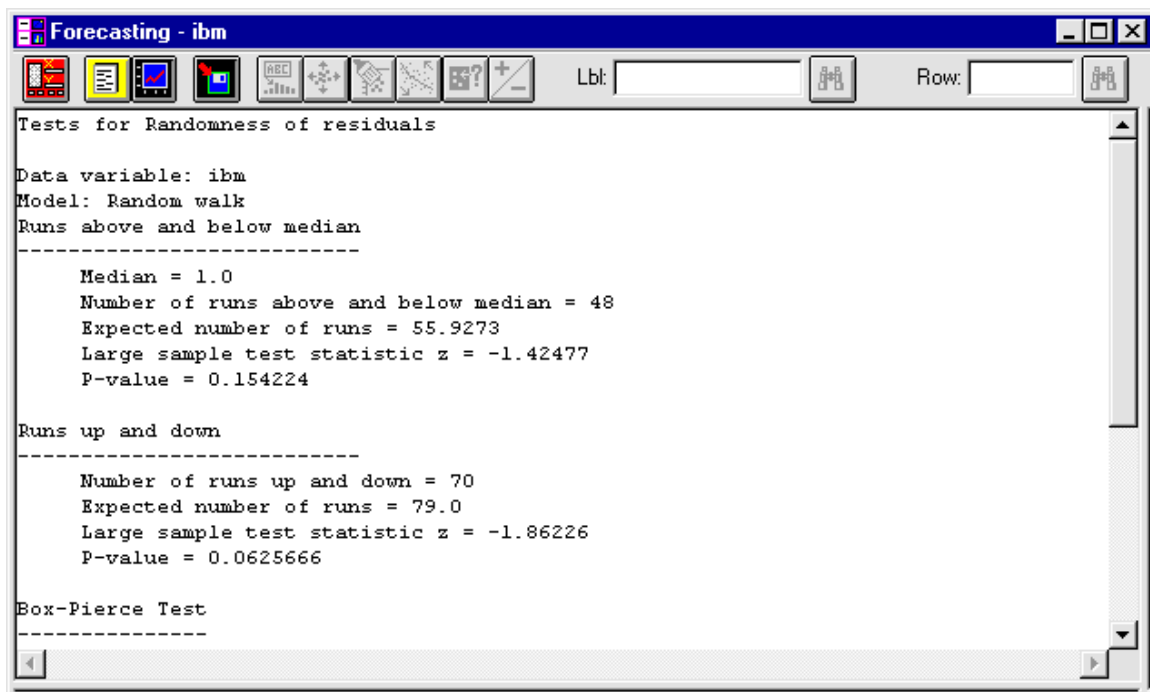 Forecasting - ibm
ABC
Lbl: Row:
Tests for Randomness of residuals
Data variable: ibm
Model: Random walk
Runs above and below median
---------------------------
Median = 1.0
Number of runs above and below median = 48
Expected number of runs = 55.9273
Large sample test statistic z = -1.42477
P-value = 0.154224
Runs up and down
---------------------------
Number of runs up and down = 70
Expected number of runs = 79.0
Large sample test statistic z = -1.86226
P-value = 0.0625666
Box-Pierce Test
---------------